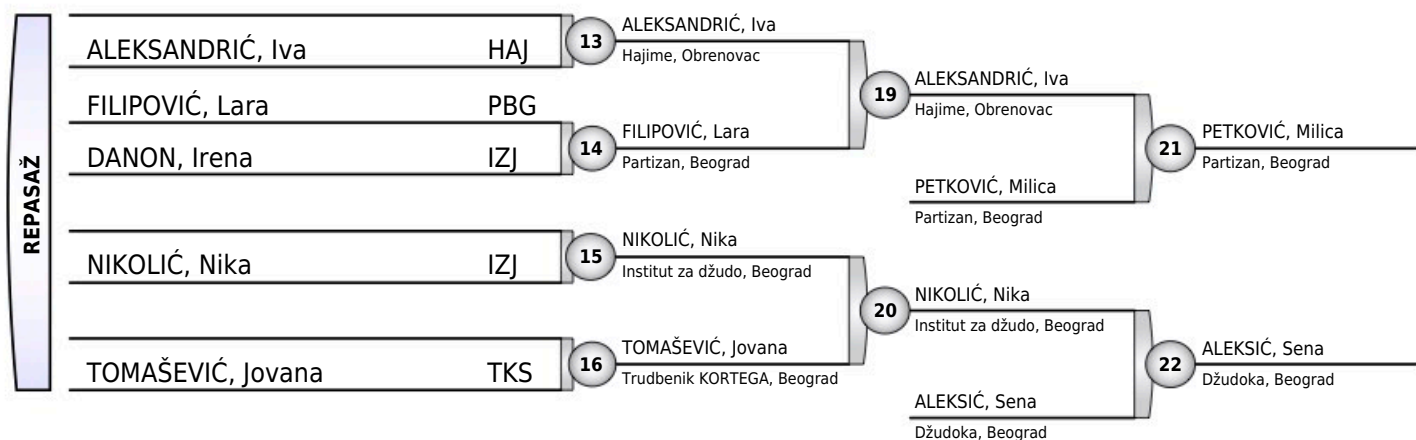 REPASAŽ
ALEKSANDRIĆ, Iva HAJ
FILIPOVIĆ, Lara PBG
DANON, Irena IZJ
NIKOLIĆ, Nika IZJ
TOMAŠEVIĆ, Jovana TKS
13
ALEKSANDRIĆ, Iva
Hajime, Obrenovac
14
FILIPOVIĆ, Lara
Partizan, Beograd
15
NIKOLIĆ, Nika
Institut za džudo, Beograd
16
TOMAŠEVIĆ, Jovana
Trudbenik KORTEGA, Beograd
19
ALEKSANDRIĆ, Iva
Hajime, Obrenovac
PETKOVIĆ, Milica
Partizan, Beograd
20
NIKOLIĆ, Nika
Institut za džudo, Beograd
ALEKSIĆ, Sena
Džudoka, Beograd
21
PETKOVIĆ, Milica
Partizan, Beograd
22
ALEKSIĆ, Sena
Džudoka, Beograd